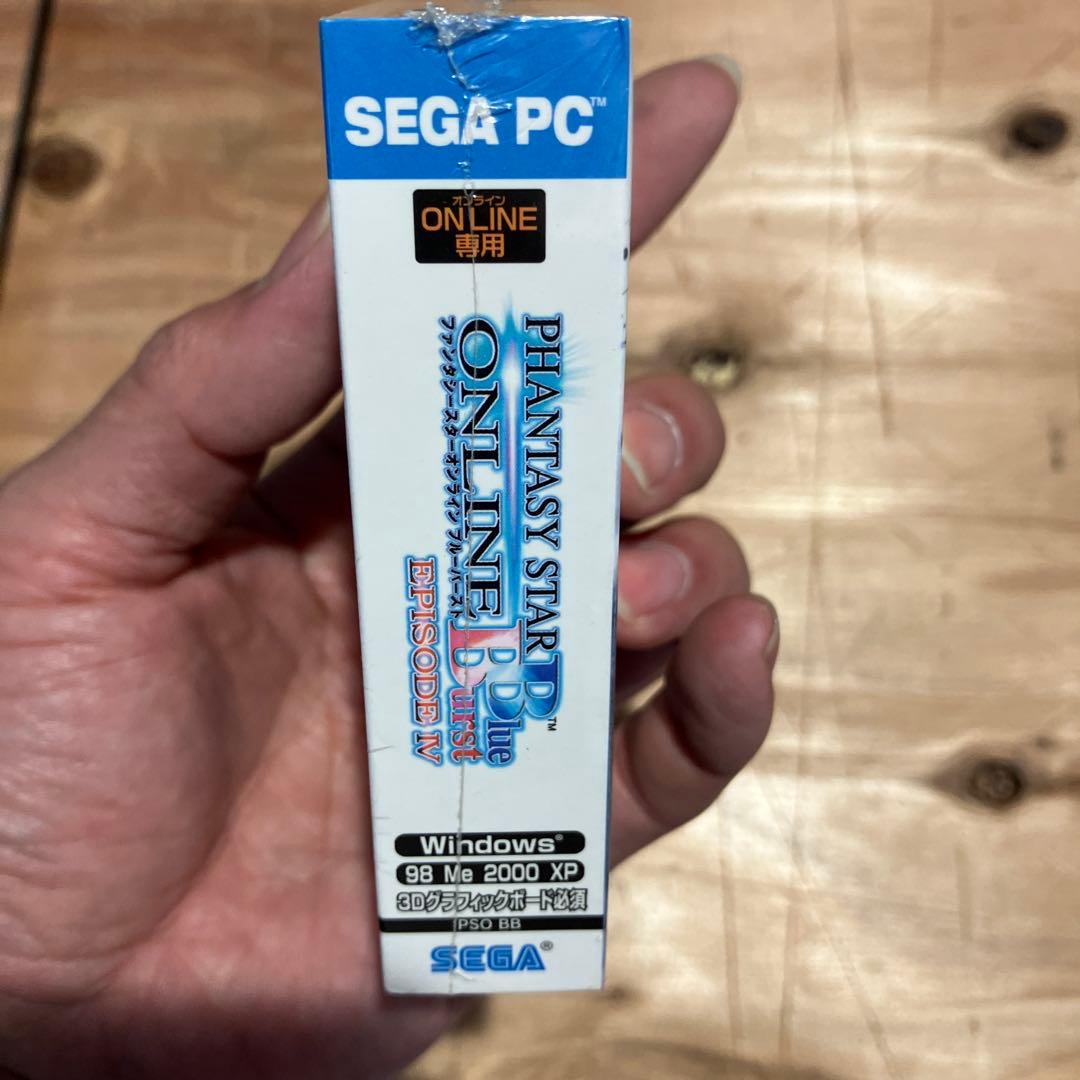 SEGA PC™
オンライン
ONLINE
専用
PHANTASY STAR
ONLINE
ファンタシースターオンライン ブルーバースト
Blue
Burst™
EPISODE IV
Windows®
98 Me 2000 XP
3Dグラフィックボード必須
PSO BB
SEGA®